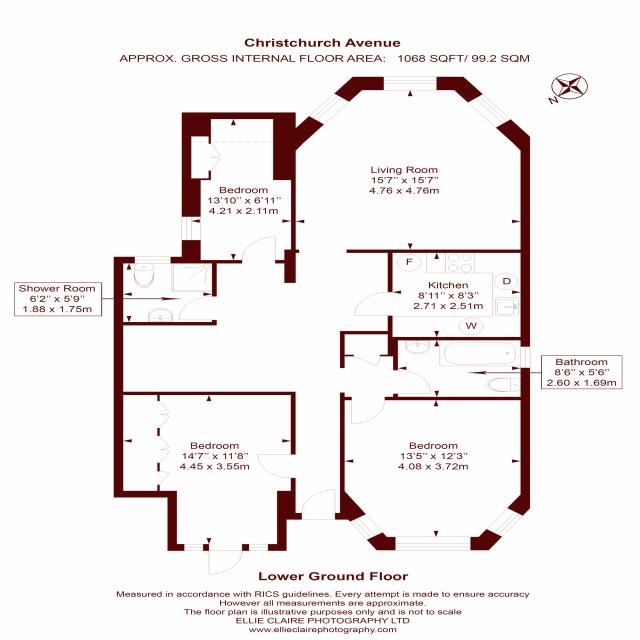 Christchurch Avenue
APPROX. GROSS INTERNAL FLOOR AREA: 1068 SQFT/ 99.2 SQM
N
Living Room
15'7" x 15'7"
4.76 x 4.76m
Bedroom
13'10" x 6'11"
4.21 x 2.11m
Shower Room
6'2" x 5'9"
1.88 x 1.75m
F
Kitchen
8'11" x 8'3"
2.71 x 2.51m
D
W
Bathroom
8'6" x 5'6"
2.60 x 1.69m
Bedroom
14'7" x 11'8"
4.45 x 3.55m
Bedroom
13'5" x 12'3"
4.08 x 3.72m
Lower Ground Floor
Measured in accordance with RICS guidelines. Every attempt is made to ensure accuracy
However all measurements are approximate.
The floor plan is illustrative purposes only and is not to scale
ELLIE CLAIRE PHOTOGRAPHY LTD
www.ellieclairephotography.com